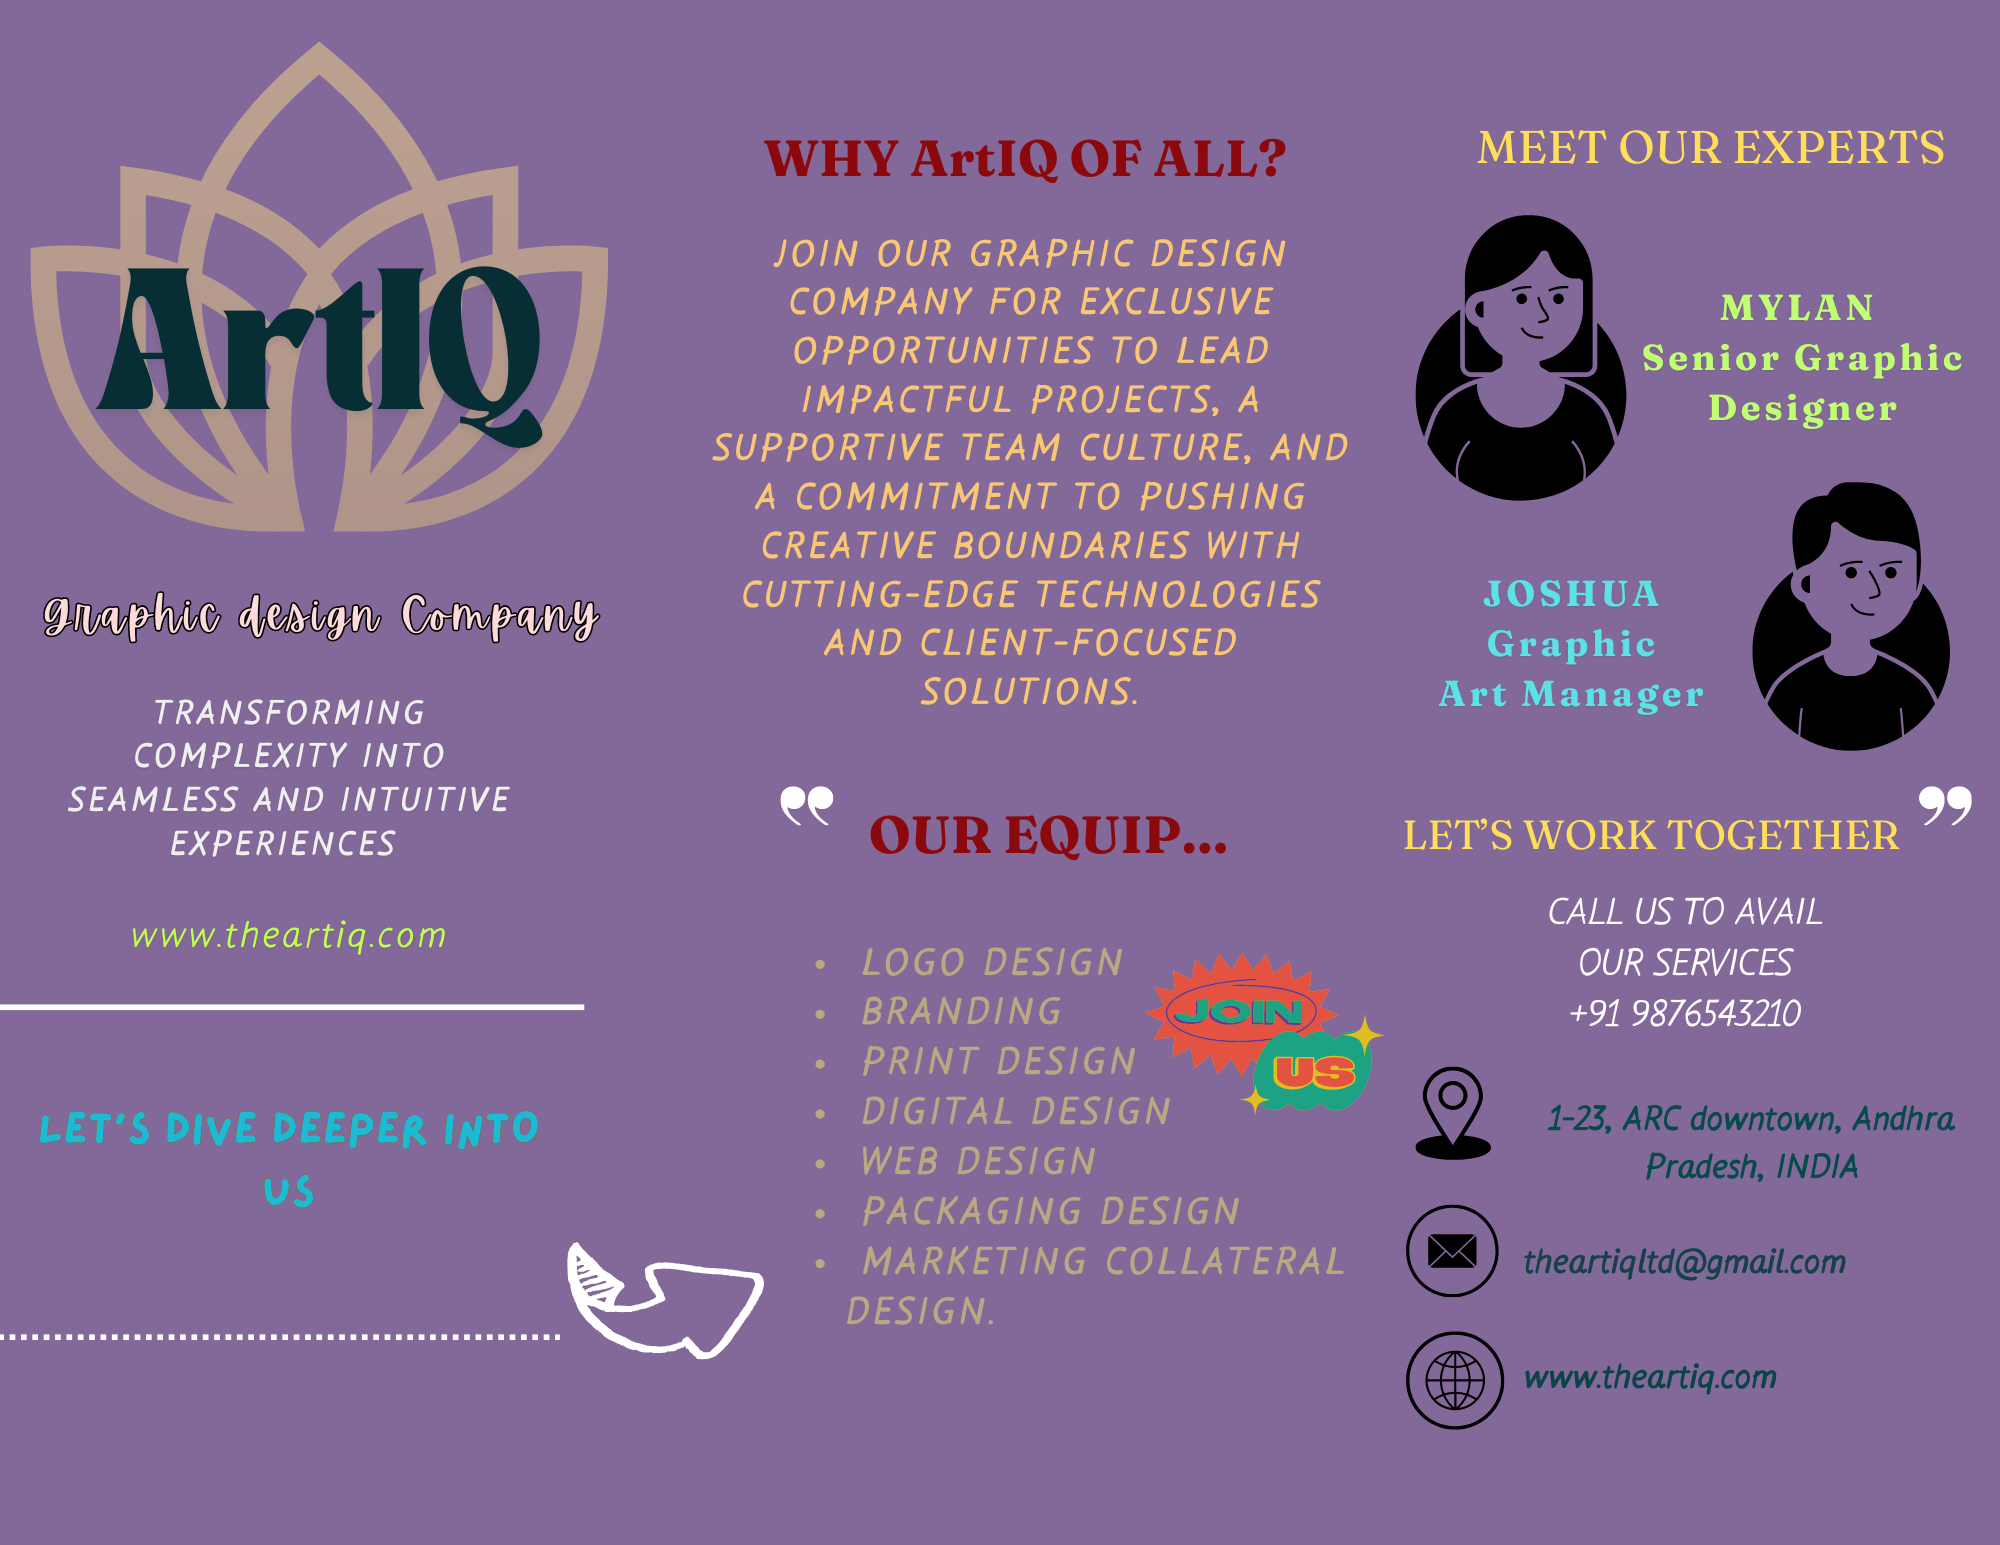 ArtIQ
graphic design Company
TRANSFORMING
COMPLEXITY INTO
SEAMLESS AND INTUITIVE
EXPERIENCES
www.theartiq.com
LET'S DIVE DEEPER INTO
US
WHY ArtIQ OF ALL?
JOIN OUR GRAPHIC DESIGN
COMPANY FOR EXCLUSIVE
OPPORTUNITIES TO LEAD
IMPACTFUL PROJECTS, A
SUPPORTIVE TEAM CULTURE, AND
A COMMITMENT TO PUSHING
CREATIVE BOUNDARIES WITH
CUTTING-EDGE TECHNOLOGIES
AND CLIENT-FOCUSED
SOLUTIONS.
“
OUR EQUIP...
• LOGO DESIGN
• BRANDING
• PRINT DESIGN
• DIGITAL DESIGN
• WEB DESIGN
• PACKAGING DESIGN
• MARKETING COLLATERAL
DESIGN.
JOIN
US
MEET OUR EXPERTS
MYLAN
Senior Graphic
Designer
JOSHUA
Graphic
Art Manager
LET’S WORK TOGETHER ”
CALL US TO AVAIL
OUR SERVICES
+91 9876543210
1-23, ARC downtown, Andhra
Pradesh, INDIA
theartiqltd@gmail.com
www.theartiq.com